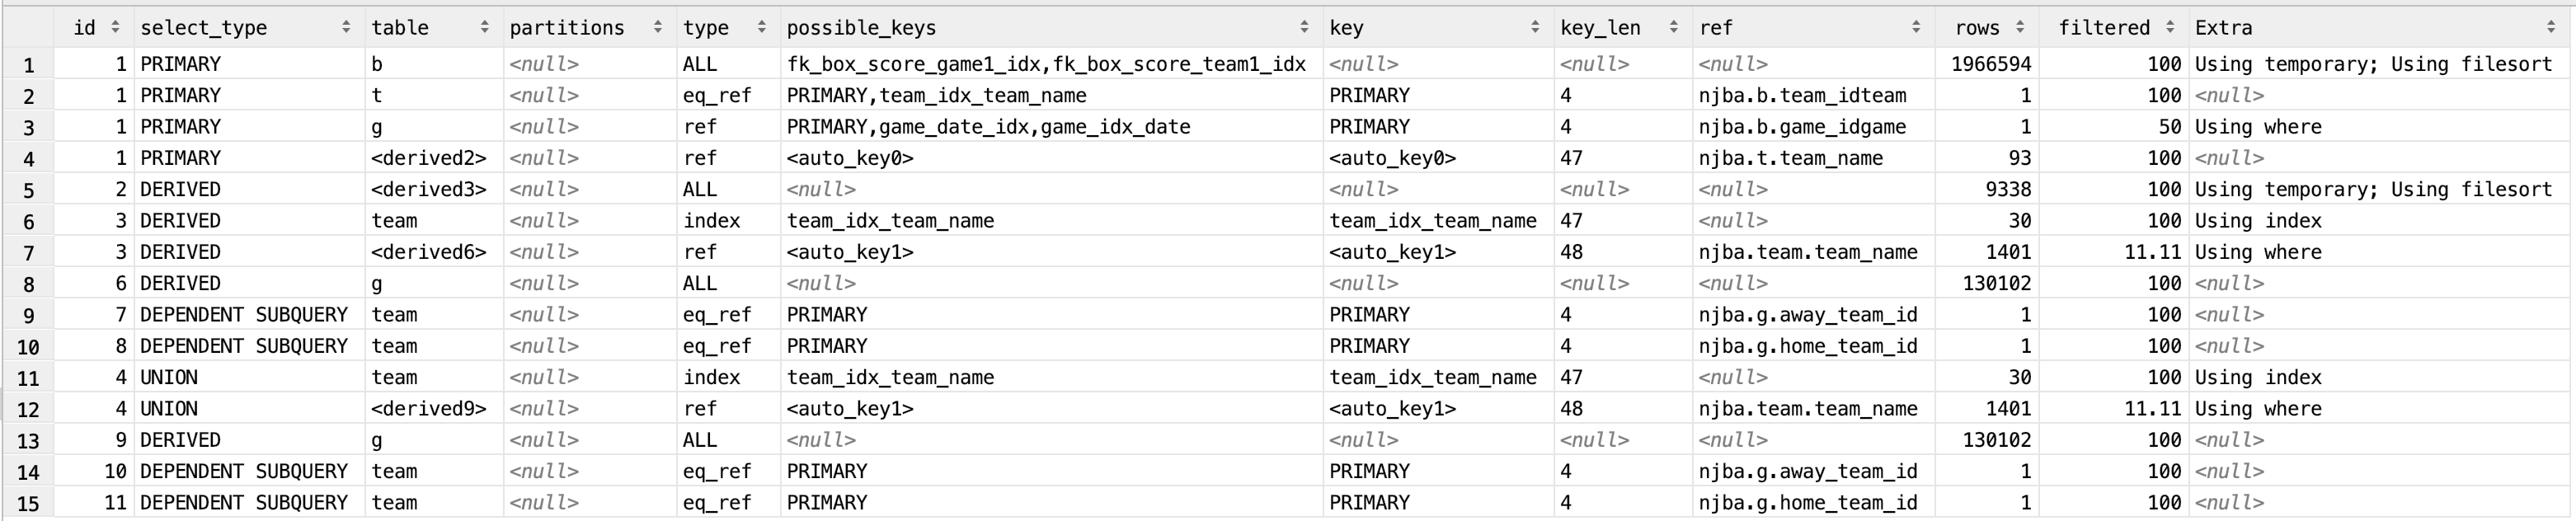 id select_type table partitions type possible_keys key key_len ref rows filtered Extra
1 1 PRIMARY b <null> ALL fk_box_score_game1_idx,fk_box_score_team1_idx <null> <null> <null> 1966594 100 Using temporary; Using filesort
2 1 PRIMARY t <null> eq_ref PRIMARY,team_idx_team_name PRIMARY 4 njba.b.team_idteam 1 100 <null>
3 1 PRIMARY g <null> ref PRIMARY,game_date_idx,game_idx_date PRIMARY 4 njba.b.game_idgame 1 50 Using where
4 1 PRIMARY <derived2> <null> ref <auto_key0> <auto_key0> 47 njba.t.team_name 93 100 <null>
5 2 DERIVED <derived3> <null> ALL <null> <null> <null> <null> 9338 100 Using temporary; Using filesort
6 3 DERIVED team <null> index team_idx_team_name team_idx_team_name 47 <null> 30 100 Using index
7 3 DERIVED <derived6> <null> ref <auto_key1> <auto_key1> 48 njba.team.team_name 1401 11.11 Using where
8 6 DERIVED g <null> ALL <null> <null> <null> <null> 130102 100 <null>
9 7 DEPENDENT SUBQUERY team <null> eq_ref PRIMARY PRIMARY 4 njba.g.away_team_id 1 100 <null>
10 8 DEPENDENT SUBQUERY team <null> eq_ref PRIMARY PRIMARY 4 njba.g.home_team_id 1 100 <null>
11 4 UNION team <null> index team_idx_team_name team_idx_team_name 47 <null> 30 100 Using index
12 4 UNION <derived9> <null> ref <auto_key1> <auto_key1> 48 njba.team.team_name 1401 11.11 Using where
13 9 DERIVED g <null> ALL <null> <null> <null> <null> 130102 100 <null>
14 10 DEPENDENT SUBQUERY team <null> eq_ref PRIMARY PRIMARY 4 njba.g.away_team_id 1 100 <null>
15 11 DEPENDENT SUBQUERY team <null> eq_ref PRIMARY PRIMARY 4 njba.g.home_team_id 1 100 <null>